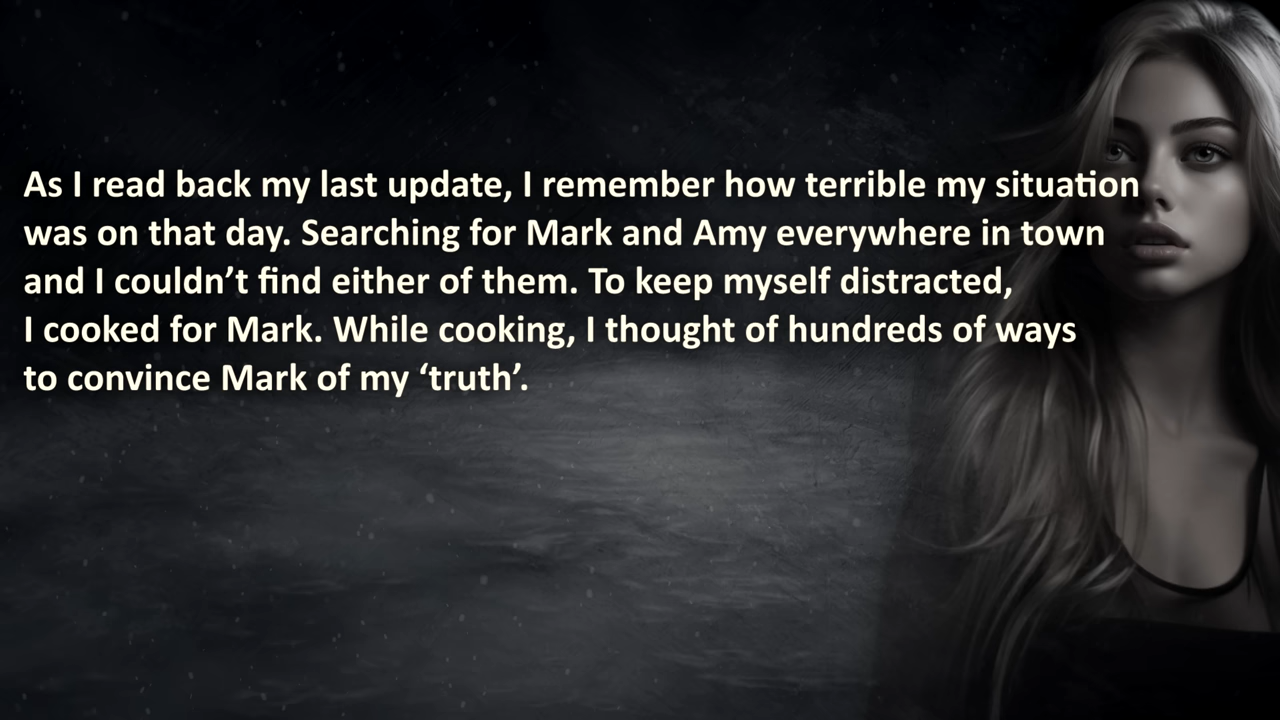 As I read back my last update, I remember how terrible my situation
was on that day. Searching for Mark and Amy everywhere in town
and I couldn’t find either of them. To keep myself distracted,
I cooked for Mark. While cooking, I thought of hundreds of ways
to convince Mark of my ‘truth’.